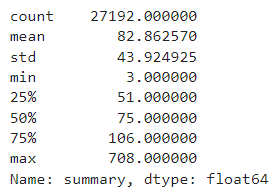 count    27192.000000
mean        82.862570
std         43.924925
min          3.000000
25%         51.000000
50%         75.000000
75%        106.000000
max        708.000000
Name: summary, dtype: float64